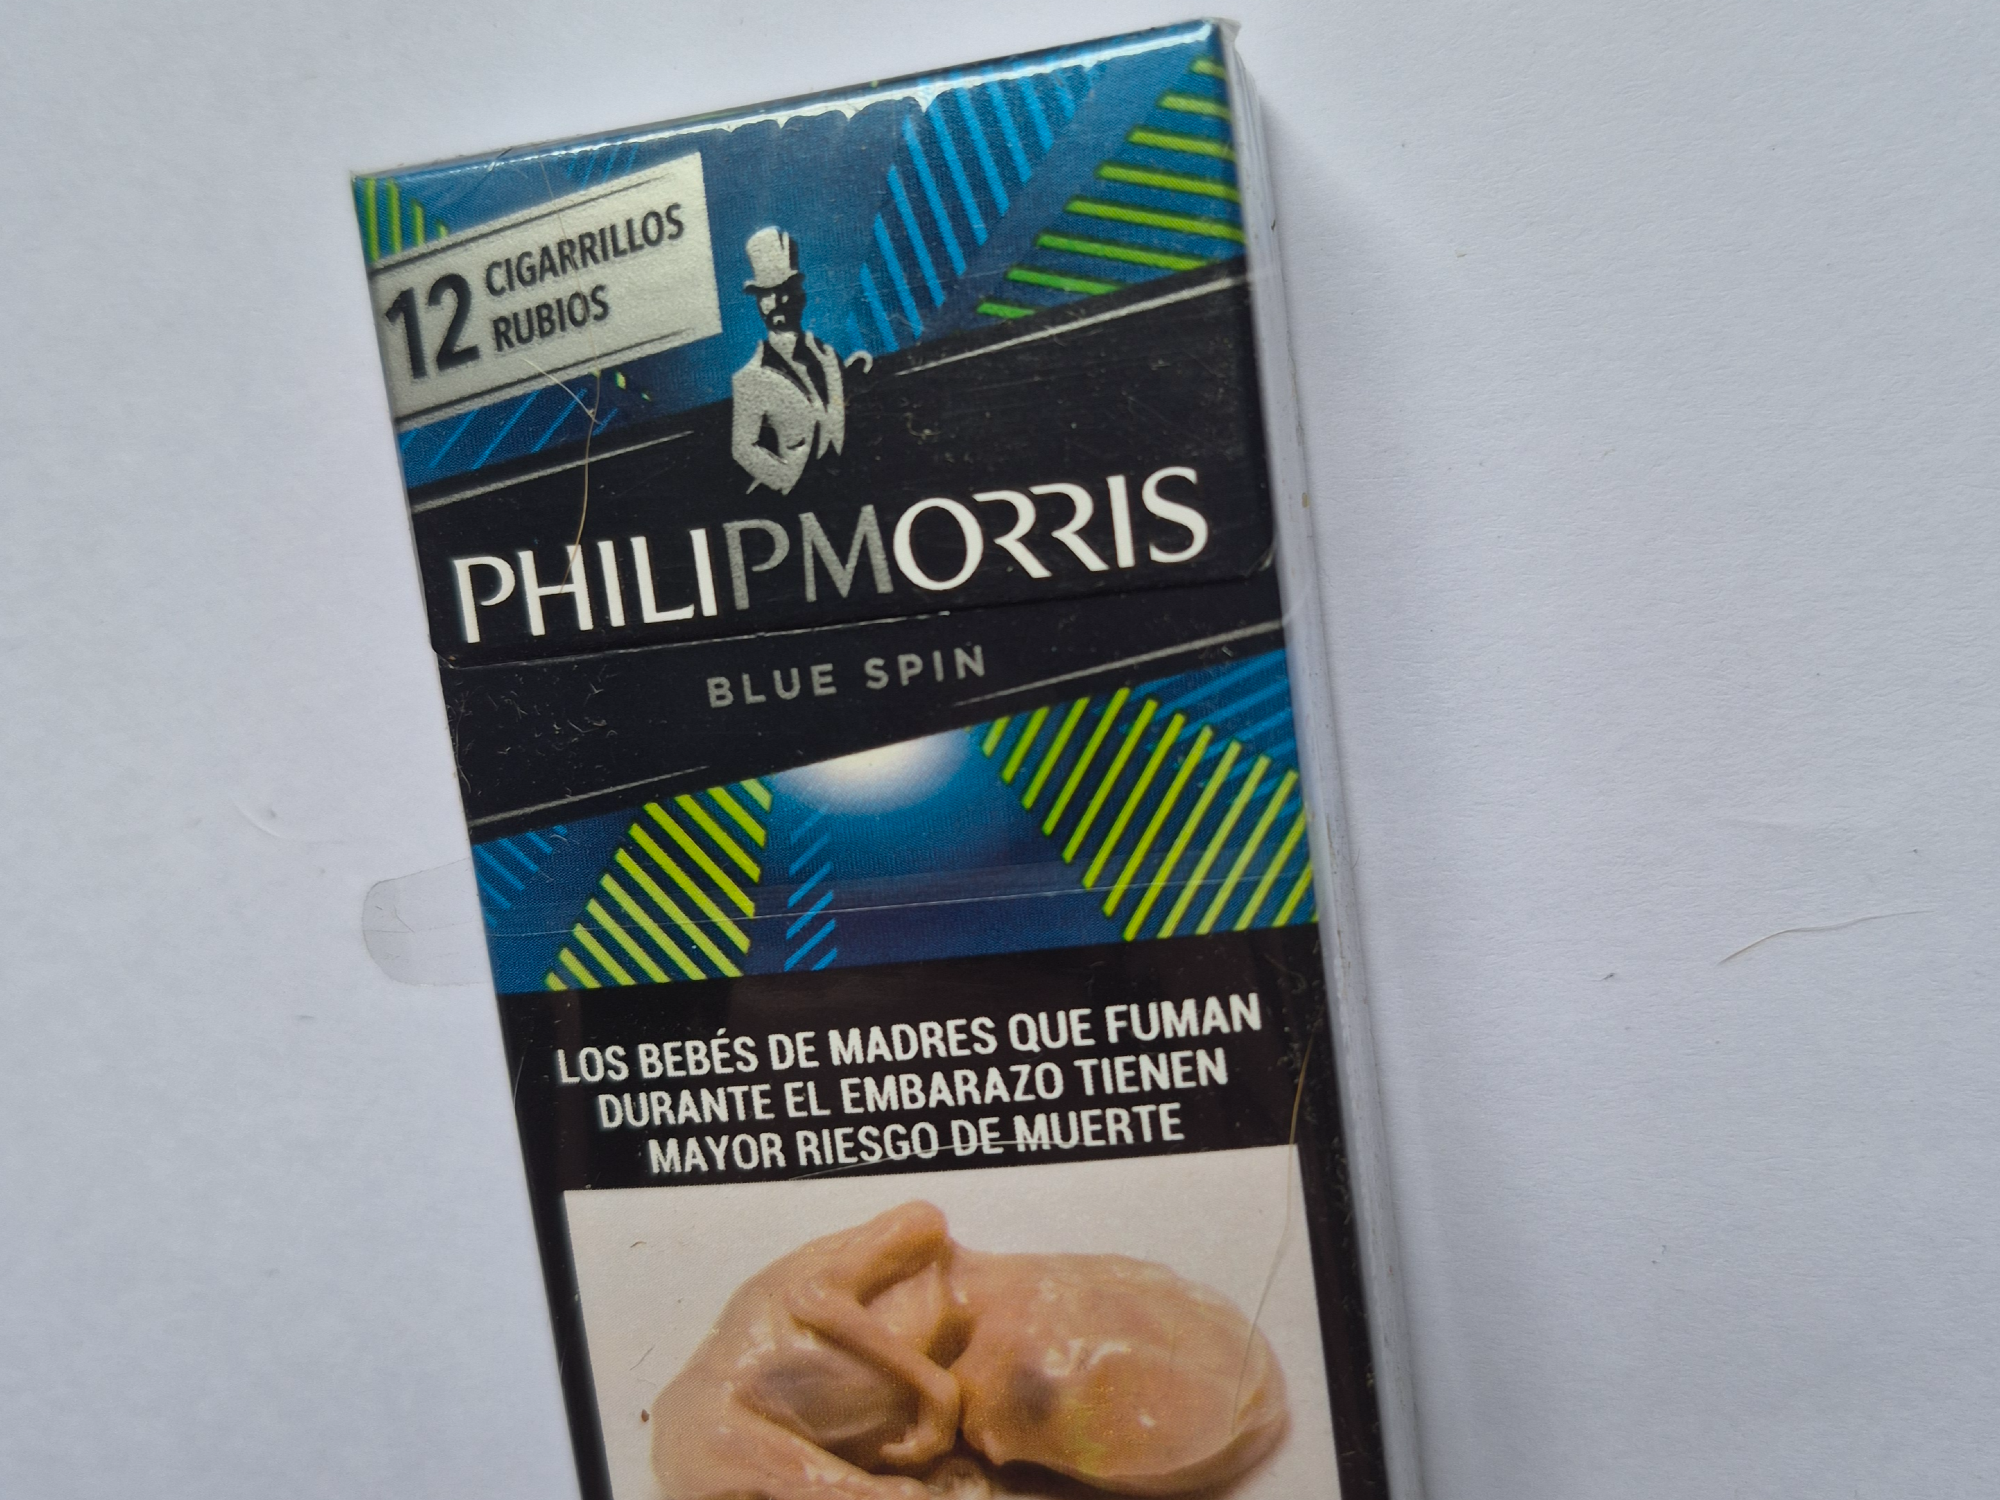 12 CIGARRILLOS
RUBIOS
PHILIPMORRIS
BLUE SPIN
LOS BEBÉS DE MADRES QUE FUMAN
DURANTE EL EMBARAZO TIENEN
MAYOR RIESGO DE MUERTE